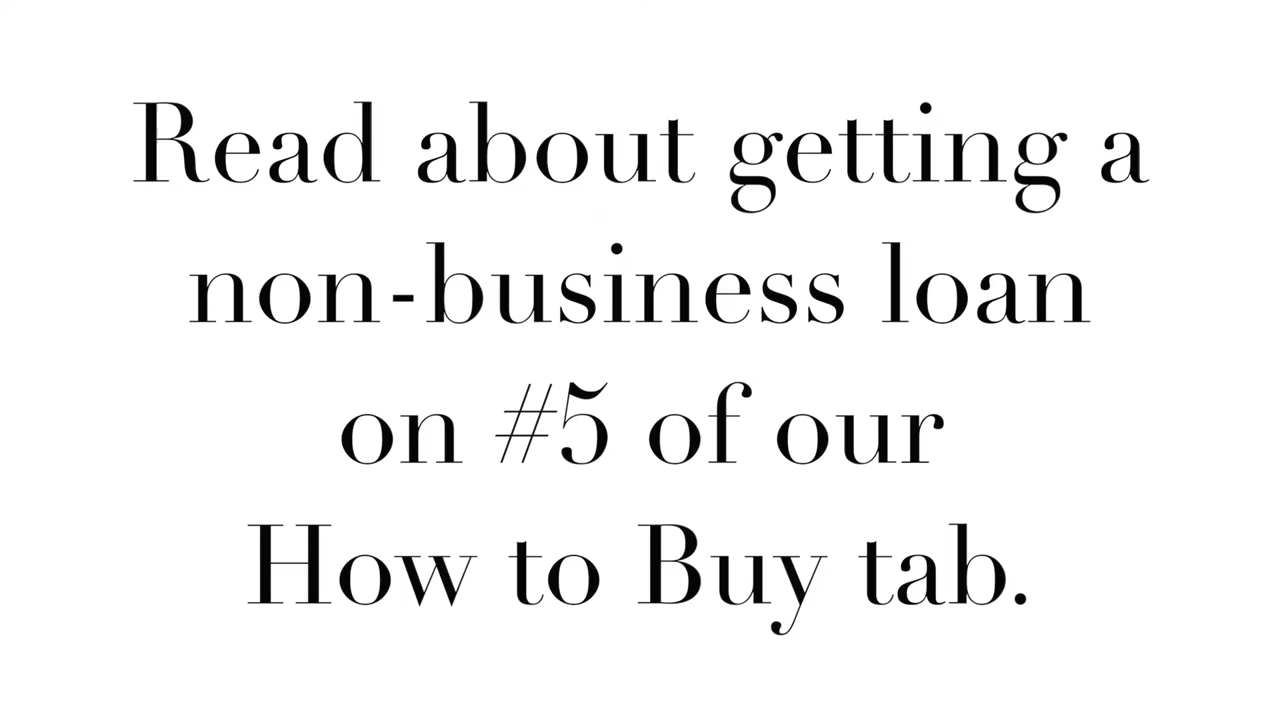 Read about getting a
non-business loan
on #5 of our
How to Buy tab.